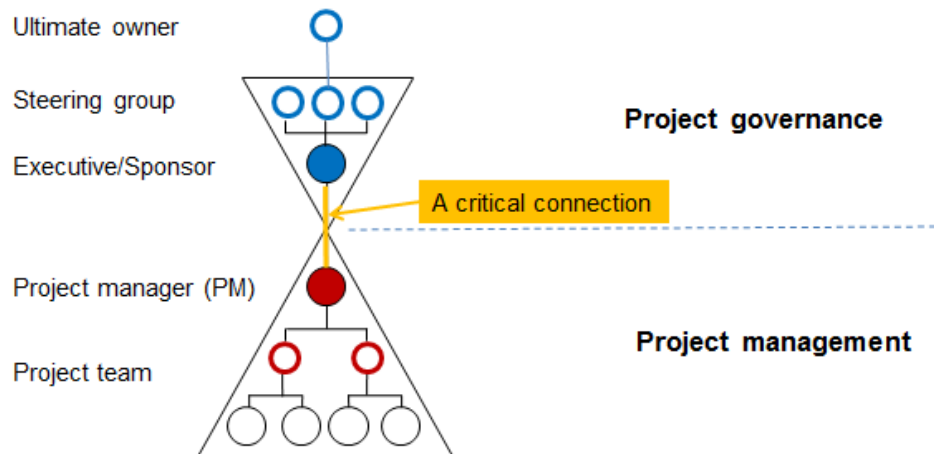 Ultimate owner
Steering group
Project governance
Executive/Sponsor
A critical connection
Project manager (PM)
Project management
Project team